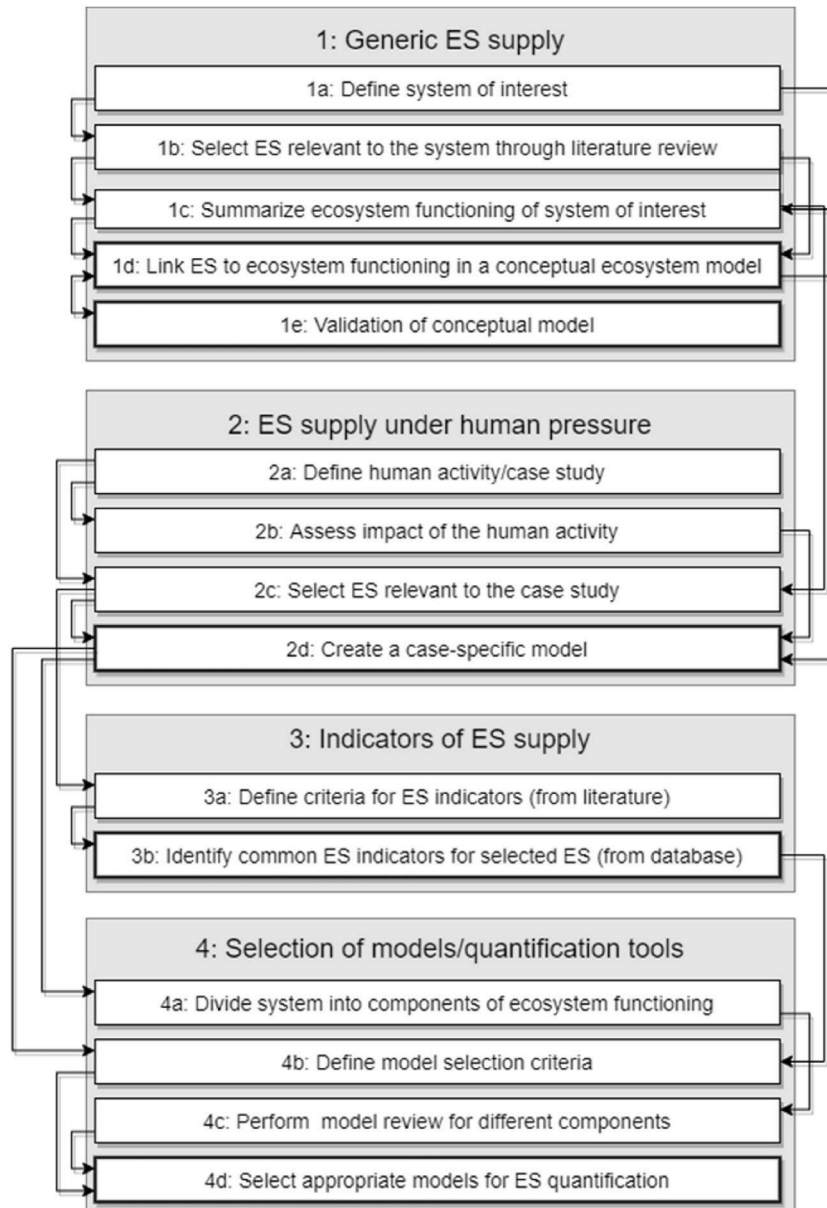 1: Generic ES supply
1a: Define system of interest
1b: Select ES relevant to the system through literature review
1c: Summarize ecosystem functioning of system of interest
1d: Link ES to ecosystem functioning in a conceptual ecosystem model
1e: Validation of conceptual model
2: ES supply under human pressure
2a: Define human activity/case study
2b: Assess impact of the human activity
2c: Select ES relevant to the case study
2d: Create a case-specific model
3: Indicators of ES supply
3a: Define criteria for ES indicators (from literature)
3b: Identify common ES indicators for selected ES (from database)
4: Selection of models/quantification tools
4a: Divide system into components of ecosystem functioning
4b: Define model selection criteria
4c: Perform model review for different components
4d: Select appropriate models for ES quantification